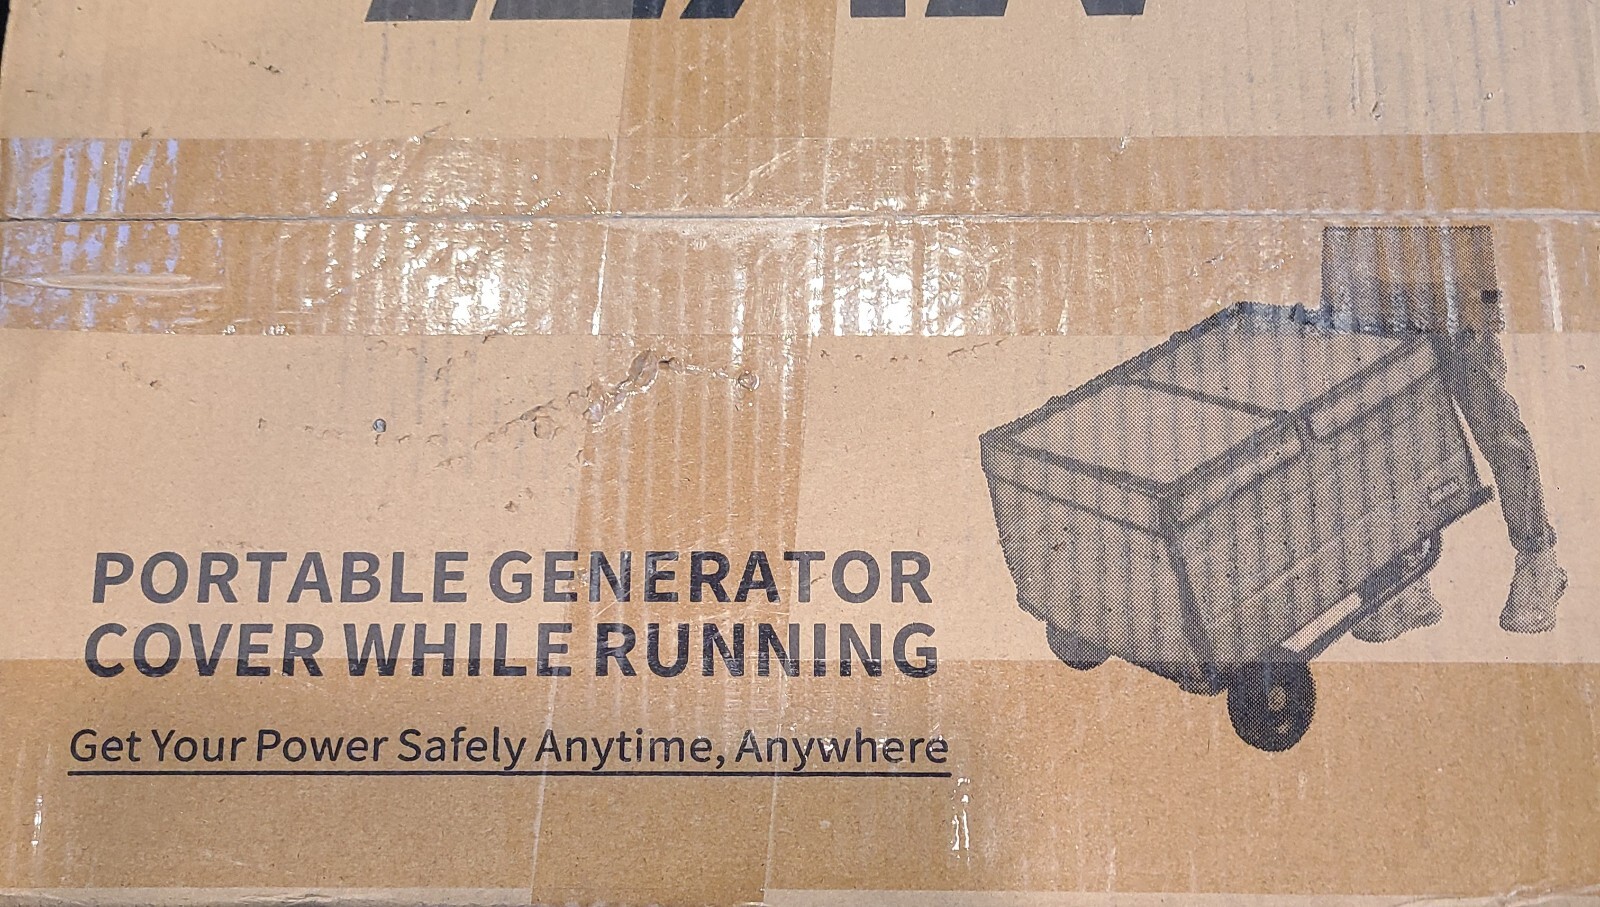 PORTABLE GENERATOR
COVER WHILE RUNNING
Get Your Power Safely Anytime, Anywhere